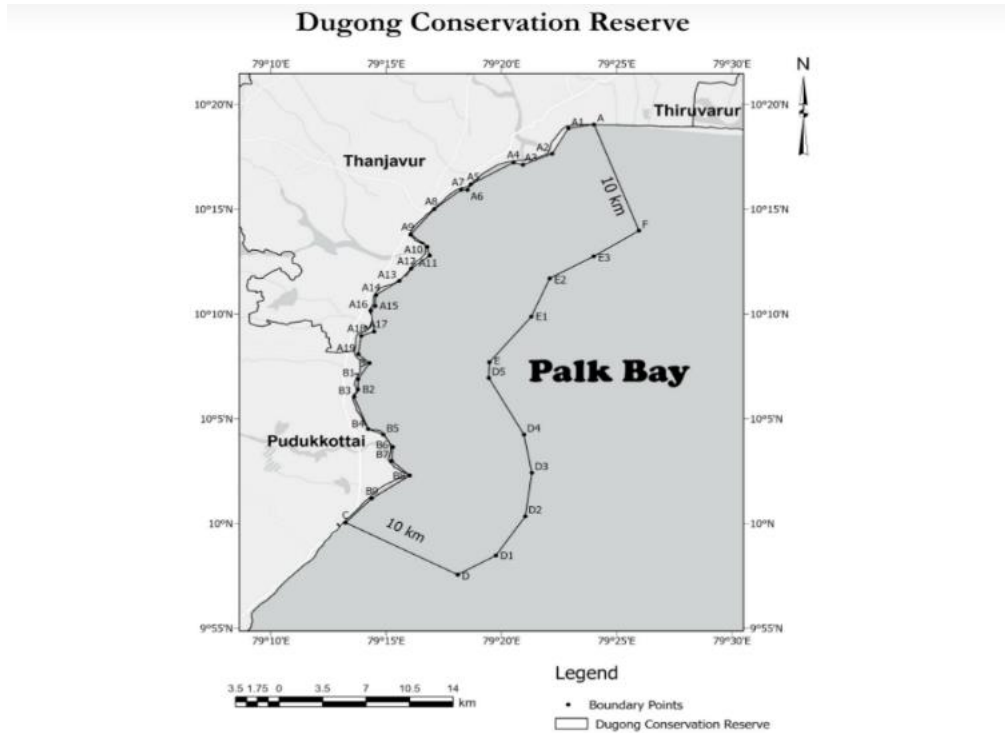 Dugong Conservation Reserve
79°10'E 79°15'E 79°20'E 79°25'E 79°30'E
N
10°20'N 10°20'N
Thiruvarur
A1 A
A2
Thanjavur
A4 A3
A5
A7 A6
10 km
A8
10°15'N 10°15'N
A9
F
A10
A11
A12
E3
A13
E2
A14
A16 A15
10°10'N 10°10'N
E1
A17
A18
A19
B
E
Palk Bay
B1
D5
B2
B3
10°5'N 10°5'N
B4 B5
D4
Pudukkottai
B6
B7
D3
B8
B9
C
D2
10°N 10°N
10 km
D1
D
9°55'N 9°55'N
79°10'E 79°15'E 79°20'E 79°25'E 79°30'E
Legend
3.5 1.75 0 3.5 7 10.5 14
km
Boundary Points
Dugong Conservation Reserve